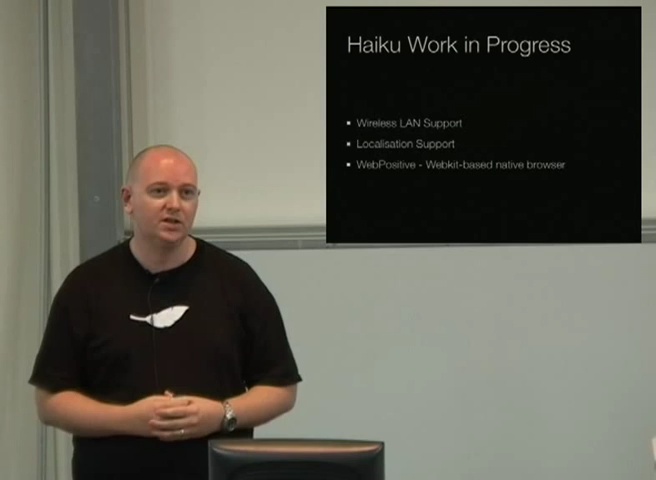 Haiku Work in Progress
Wireless LAN Support
Localisation Support
WebPositive - Webkit-based native browser